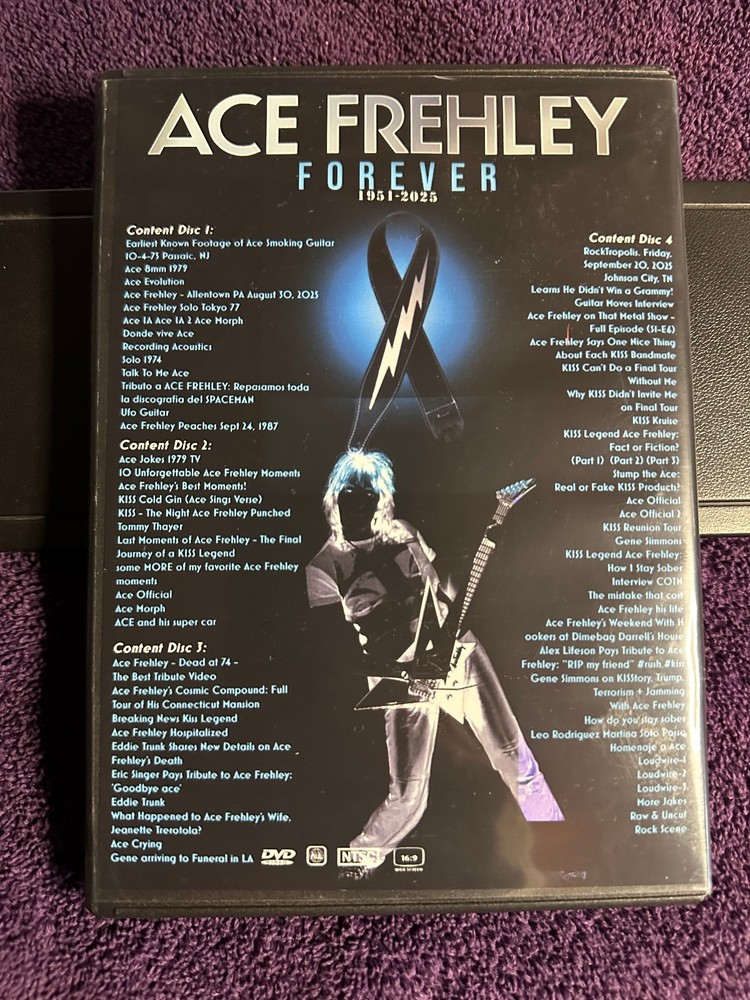 ACE FREHLEY
FOREVER
1951-2025
Content Disc 1:
Earliest Known Footage of Ace Smoking Guitar
10-4-73 Passaic, NJ
Ace 8mm 1979
Ace Evolution
Ace Frehley - Allentown PA August 30, 2025
Ace Frehley Solo Tokyo 77
Ace IA Ace IA 2 Ace Morph
Donde vive Ace
Recording Acoustics
Solo 1974
Talk To Me Ace
Tributo a ACE FREHLEY: Repasamos toda
la discografia del SPACEMAN
Ufo Guitar
Ace Frehley Peaches Sept 24, 1987
Content Disc 2:
Ace Jokes 1979 TV
10 Unforgettable Ace Frehley Moments
Ace Frehley's Best Moments!
KISS Cold Gin (Ace Sings Verse)
KISS - The Night Ace Frehley Punched
Tommy Thayer
Last Moments of Ace Frehley - The Final
Journey of a KISS Legend
some MORE of my favorite Ace Frehley
moments
Ace Official
Ace Morph
ACE and his super car
Content Disc 3:
Ace Frehley - Dead at 74 -
The Best Tribute Video
Ace Frehley's Cosmic Compound: Full
Tour of His Connecticut Mansion
Breaking News Kiss Legend
Ace Frehley Hospitalized
Eddie Trunk Shares New Details on Ace
Frehley's Death
Eric Singer Pays Tribute to Ace Frehley:
'Goodbye ace'
Eddie Trunk
What Happened to Ace Frehley's Wife,
Jeanette Trerotola?
Ace Crying
Gene arriving to Funeral in LA
Content Disc 4
RockTropolis. Friday,
September 20, 2025
Johnson City, TN
Learns He Didn't Win a Grammy!
Guitar Moves Interview
Ace Frehley on That Metal Show -
Full Episode (S1-E6)
Ace Frehley Says One Nice Thing
About Each KISS Bandmate
KISS Can't Do a Final Tour
Without Me
Why KISS Didn't Invite Me
on Final Tour
KISS Kruise
KISS Legend Ace Frehley:
Fact or Fiction?
(Part 1) (Part 2) (Part 3)
Stump the Ace:
Real or Fake KISS Products?
Ace Official
Ace Official 2
KISS Reunion Tour
Gene Simmons
KISS Legend Ace Frehley:
How I Stay Sober
Interview COTN
The mistake that cost
Ace Frehley his life
Ace Frehley's Weekend With H
ookers at Dimebag Darrell's House
Alex Lifeson Pays Tribute to Ace
Frehley: "RIP my friend" #rush #kiss
Gene Simmons on KISStory, Trump,
Terrorism + Jamming
With Ace Frehley
How do you stay sober
Leo Rodriguez Martina Soto Posse
Homenaje a Ace
Loudwire-1
Loudwire-2
Loudwire-3
More Jokes
Raw & Uncut
Rock Scene
DVD
ALL
NTSC
16:9
WIDE SCREEN